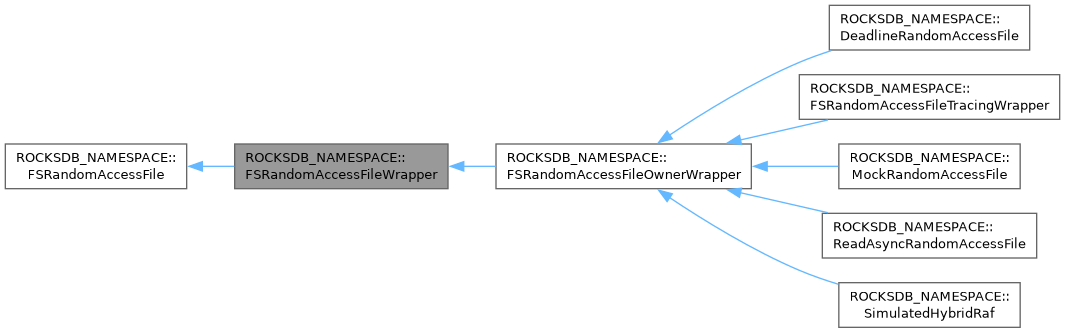 ROCKSDB_NAMESPACE::
FSRandomAccessFile
ROCKSDB_NAMESPACE::
FSRandomAccessFileWrapper
ROCKSDB_NAMESPACE::
FSRandomAccessFileOwnerWrapper
ROCKSDB_NAMESPACE::
DeadlineRandomAccessFile
ROCKSDB_NAMESPACE::
FSRandomAccessFileTracingWrapper
ROCKSDB_NAMESPACE::
MockRandomAccessFile
ROCKSDB_NAMESPACE::
ReadAsyncRandomAccessFile
ROCKSDB_NAMESPACE::
SimulatedHybridRaf